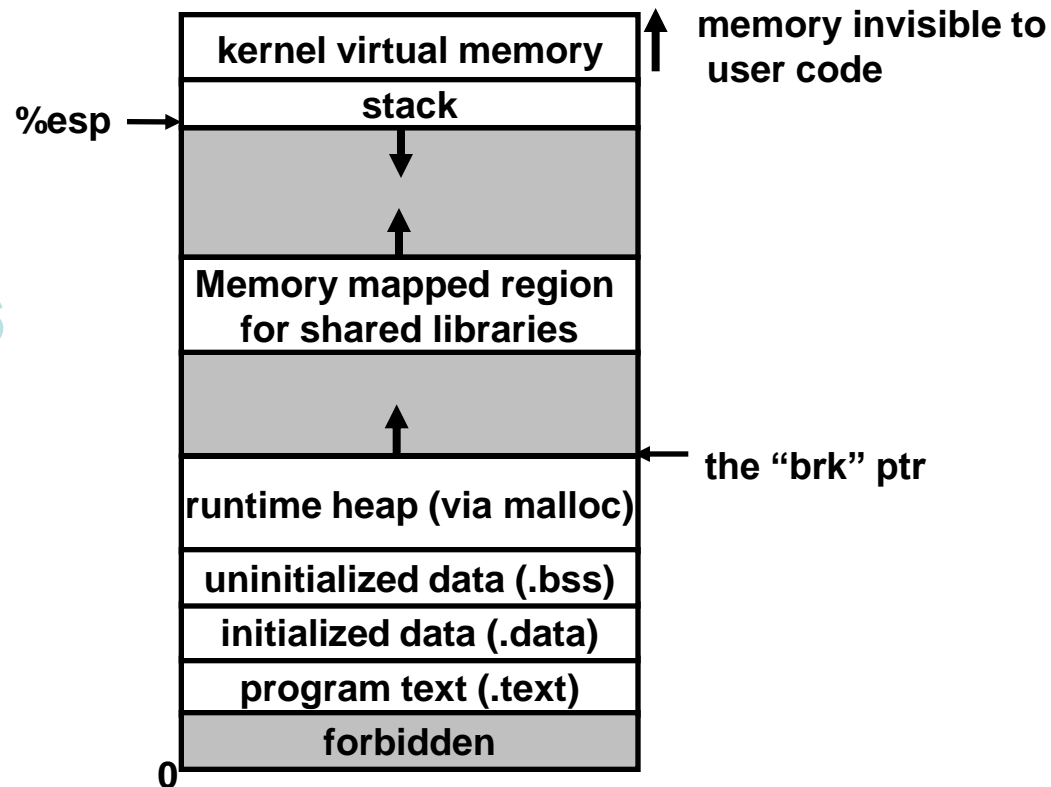 memory invisible to
user code
kernel virtual memory
%esp
stack
Memory mapped region
for shared libraries
the “brk” ptr
runtime heap (via malloc)
uninitialized data (.bss)
initialized data (.data)
program text (.text)
forbidden
0